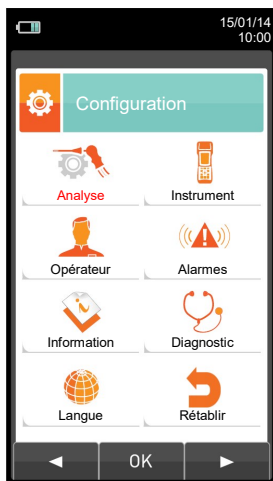 15/01/14
10:00
Configuration
Analyse
Instrument
Opérateur
Alarmes
Information
Diagnostic
Langue
Rétablir
OK